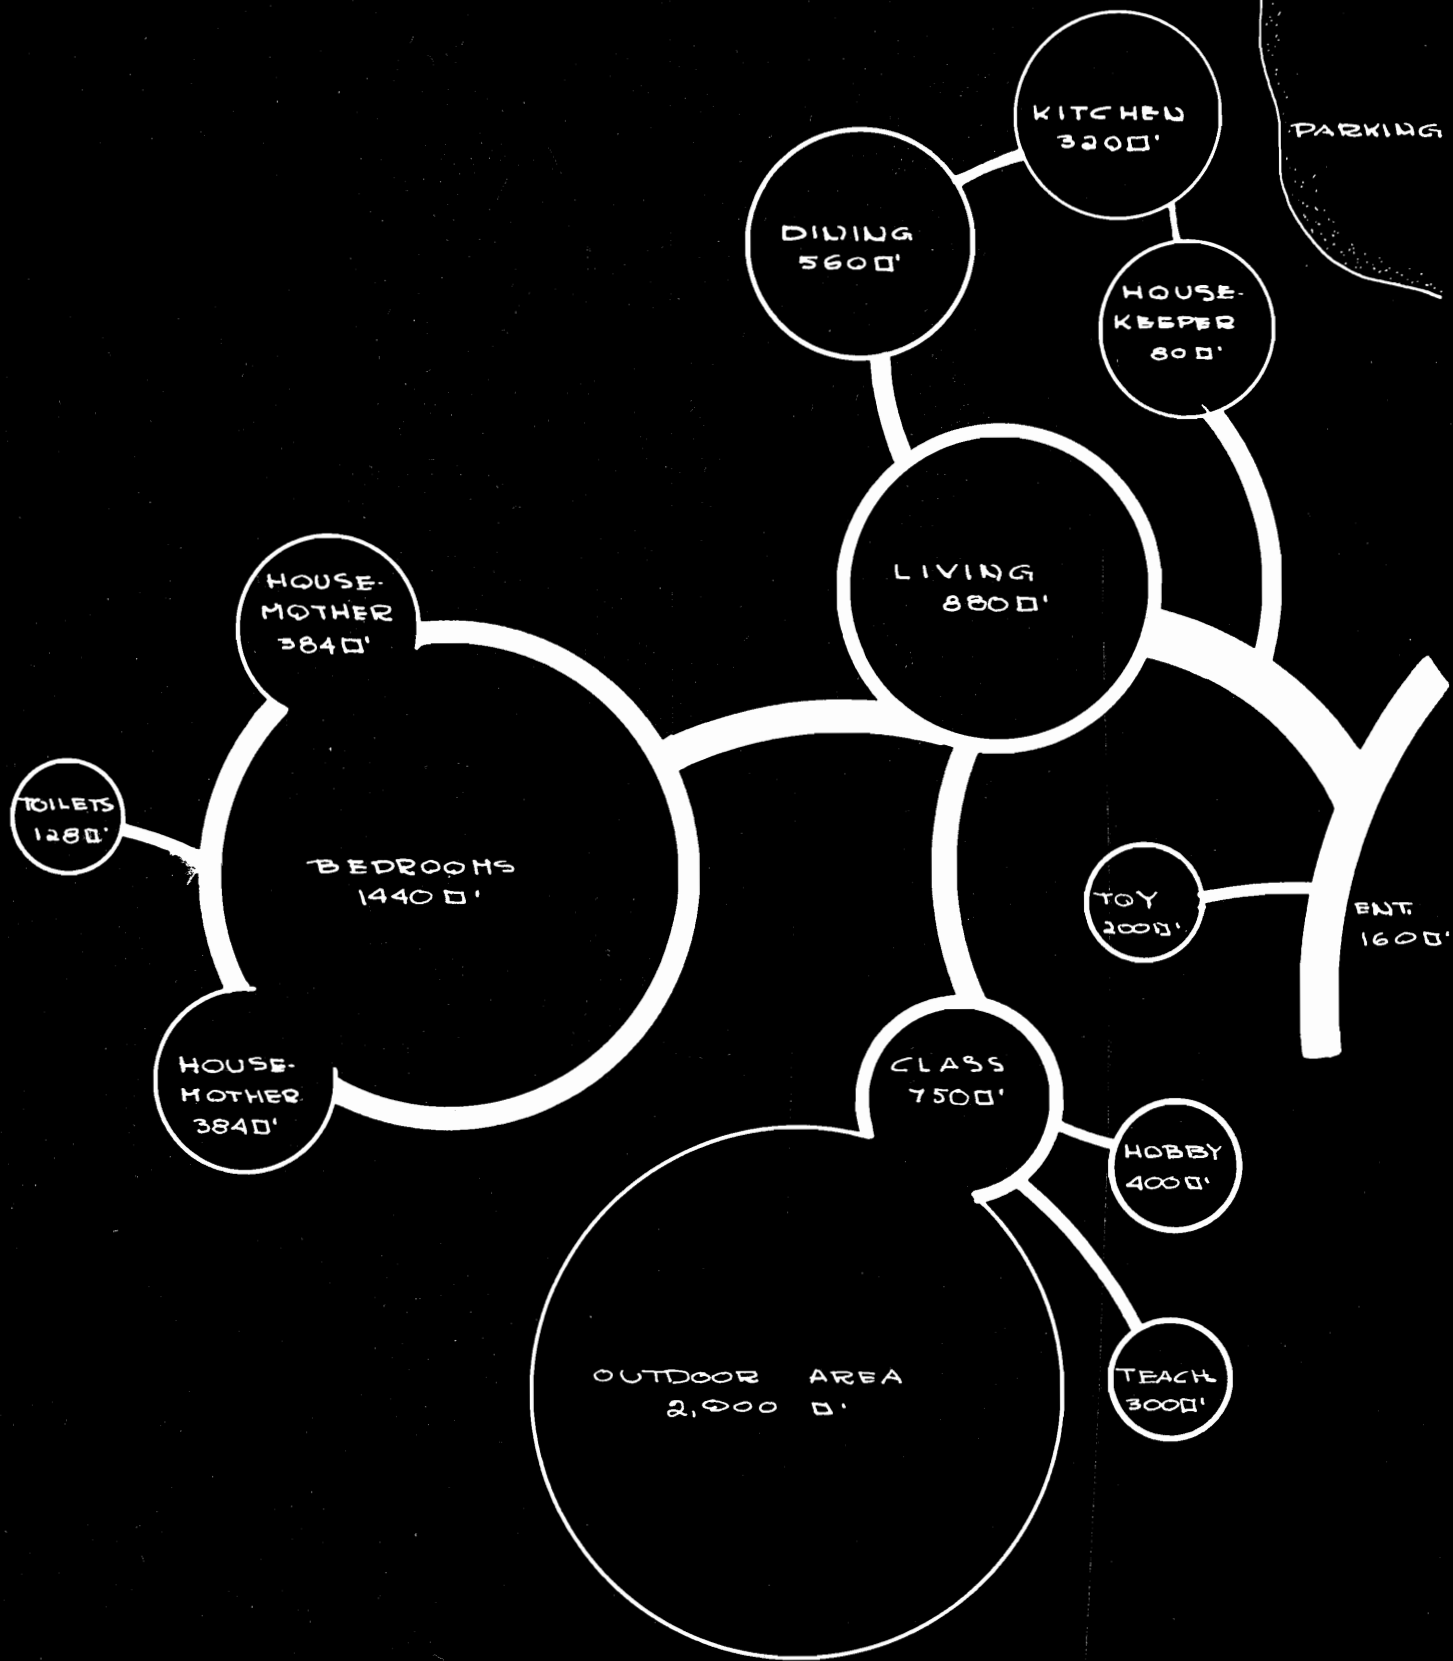 KITCHEN
320□'
PARKING
DINING
560□'
HOUSE-
KEEPER
80□'
LIVING
880□'
HOUSE-
MOTHER
384□'
TOILETS
128□'
BEDROOMS
1440□'
TOY
200□'
ENT.
160□'
HOUSE-
MOTHER
384□'
CLASS
750□'
HOBBY
400□'
TEACH.
300□'
OUTDOOR AREA
2,000 □'